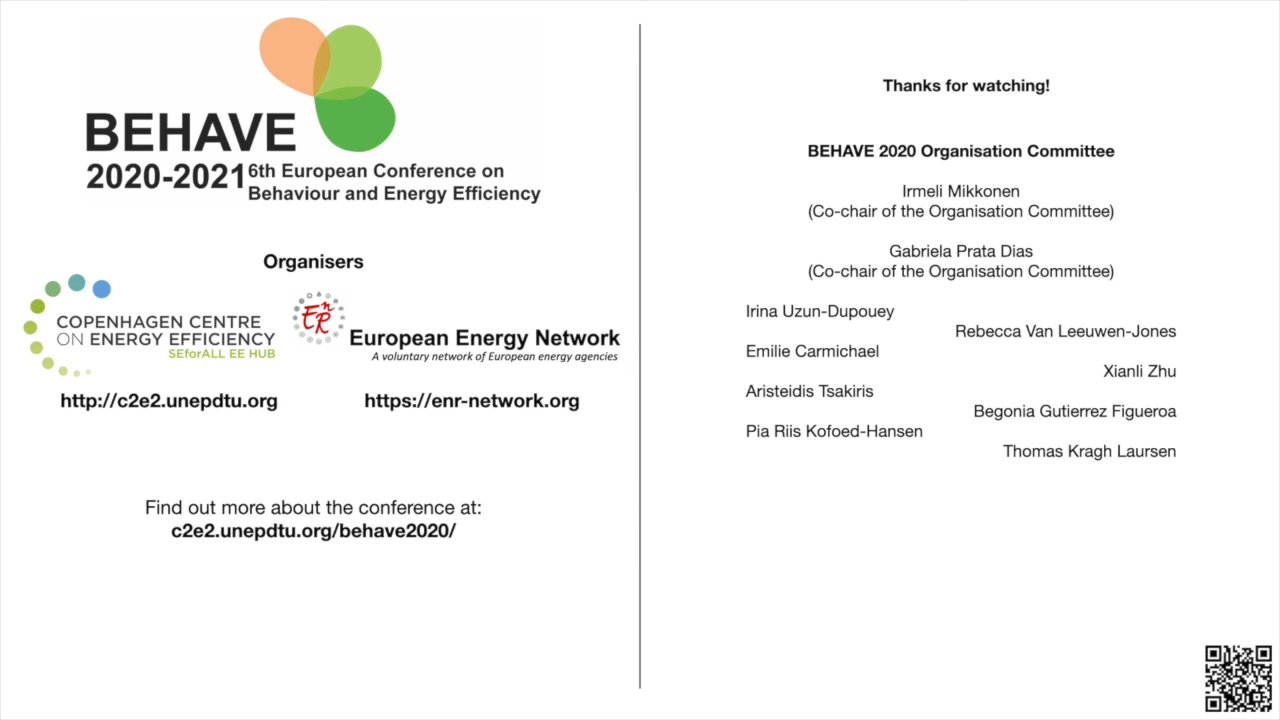 BEHAVE
2020-2021
6th European Conference on
Behaviour and Energy Efficiency
Organisers
COPENHAGEN CENTRE
ON ENERGY EFFICIENCY
SEforALL EE HUB
EnR
European Energy Network
A voluntary network of European energy agencies
http://c2e2.unepdtu.org
https://enr-network.org
Find out more about the conference at:
c2e2.unepdtu.org/behave2020/
Thanks for watching!
BEHAVE 2020 Organisation Committee
Irmeli Mikkonen
(Co-chair of the Organisation Committee)
Gabriela Prata Dias
(Co-chair of the Organisation Committee)
Irina Uzun-Dupouey
Rebecca Van Leeuwen-Jones
Emilie Carmichael
Xianli Zhu
Aristeidis Tsakiris
Begonia Gutierrez Figueroa
Pia Riis Kofoed-Hansen
Thomas Kragh Laursen